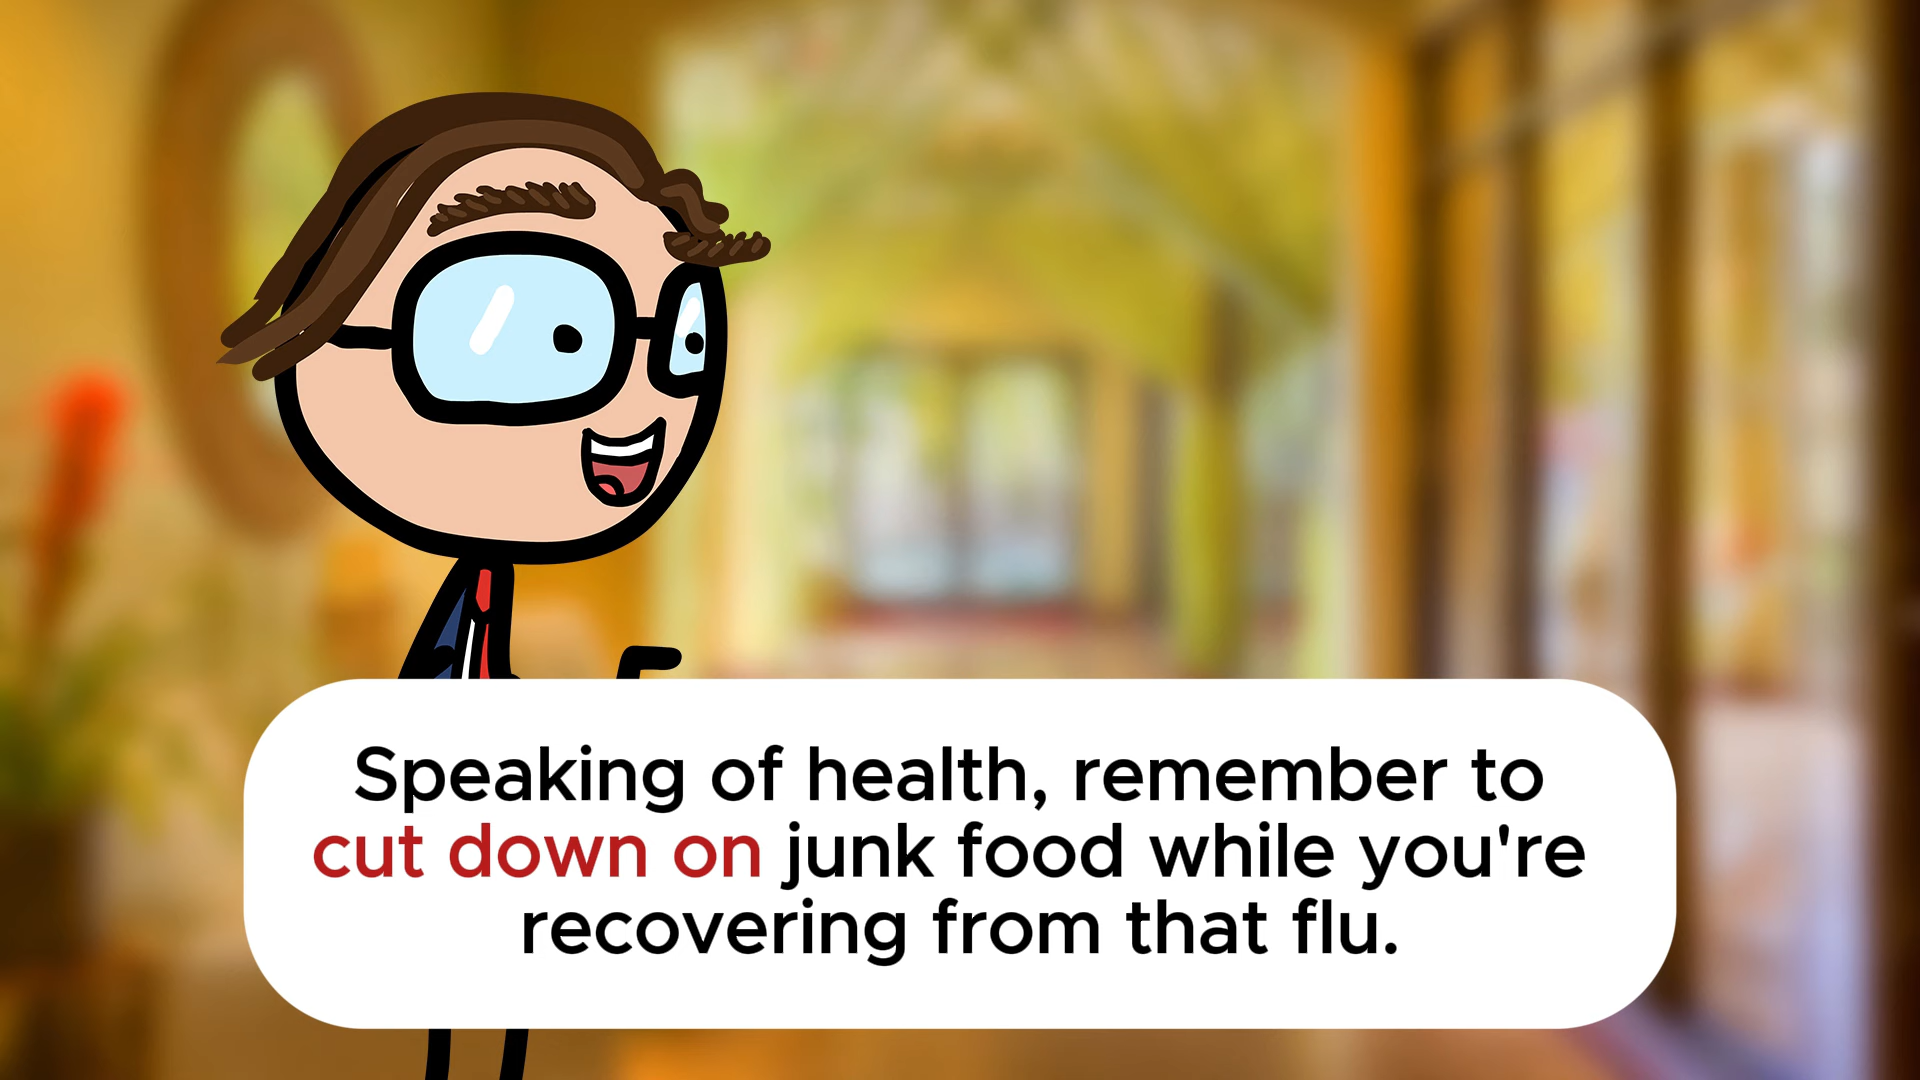 Speaking of health, remember to
cut down on junk food while you're
recovering from that flu.